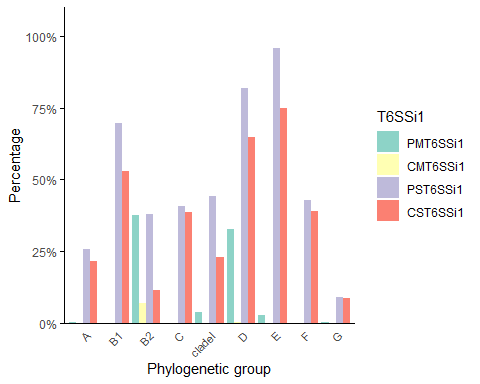 100%
75%
50%
25%
0%
Percentage
A
B1
B2
C
cladeI
D
E
F
G
Phylogenetic group
T6SSi1
PMT6SSi1
CMT6SSi1
PST6SSi1
CST6SSi1